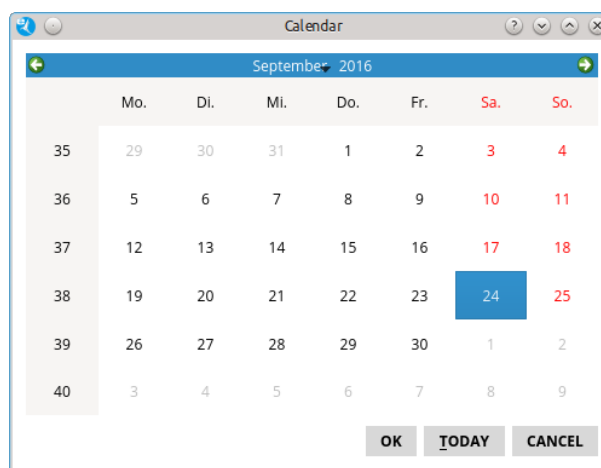 Calendar
September 2016
Mo. Di. Mi. Do. Fr. Sa. So.
35 29 30 31 1 2 3 4
36 5 6 7 8 9 10 11
37 12 13 14 15 16 17 18
38 19 20 21 22 23 24 25
39 26 27 28 29 30 1 2
40 3 4 5 6 7 8 9
OK TODAY CANCEL